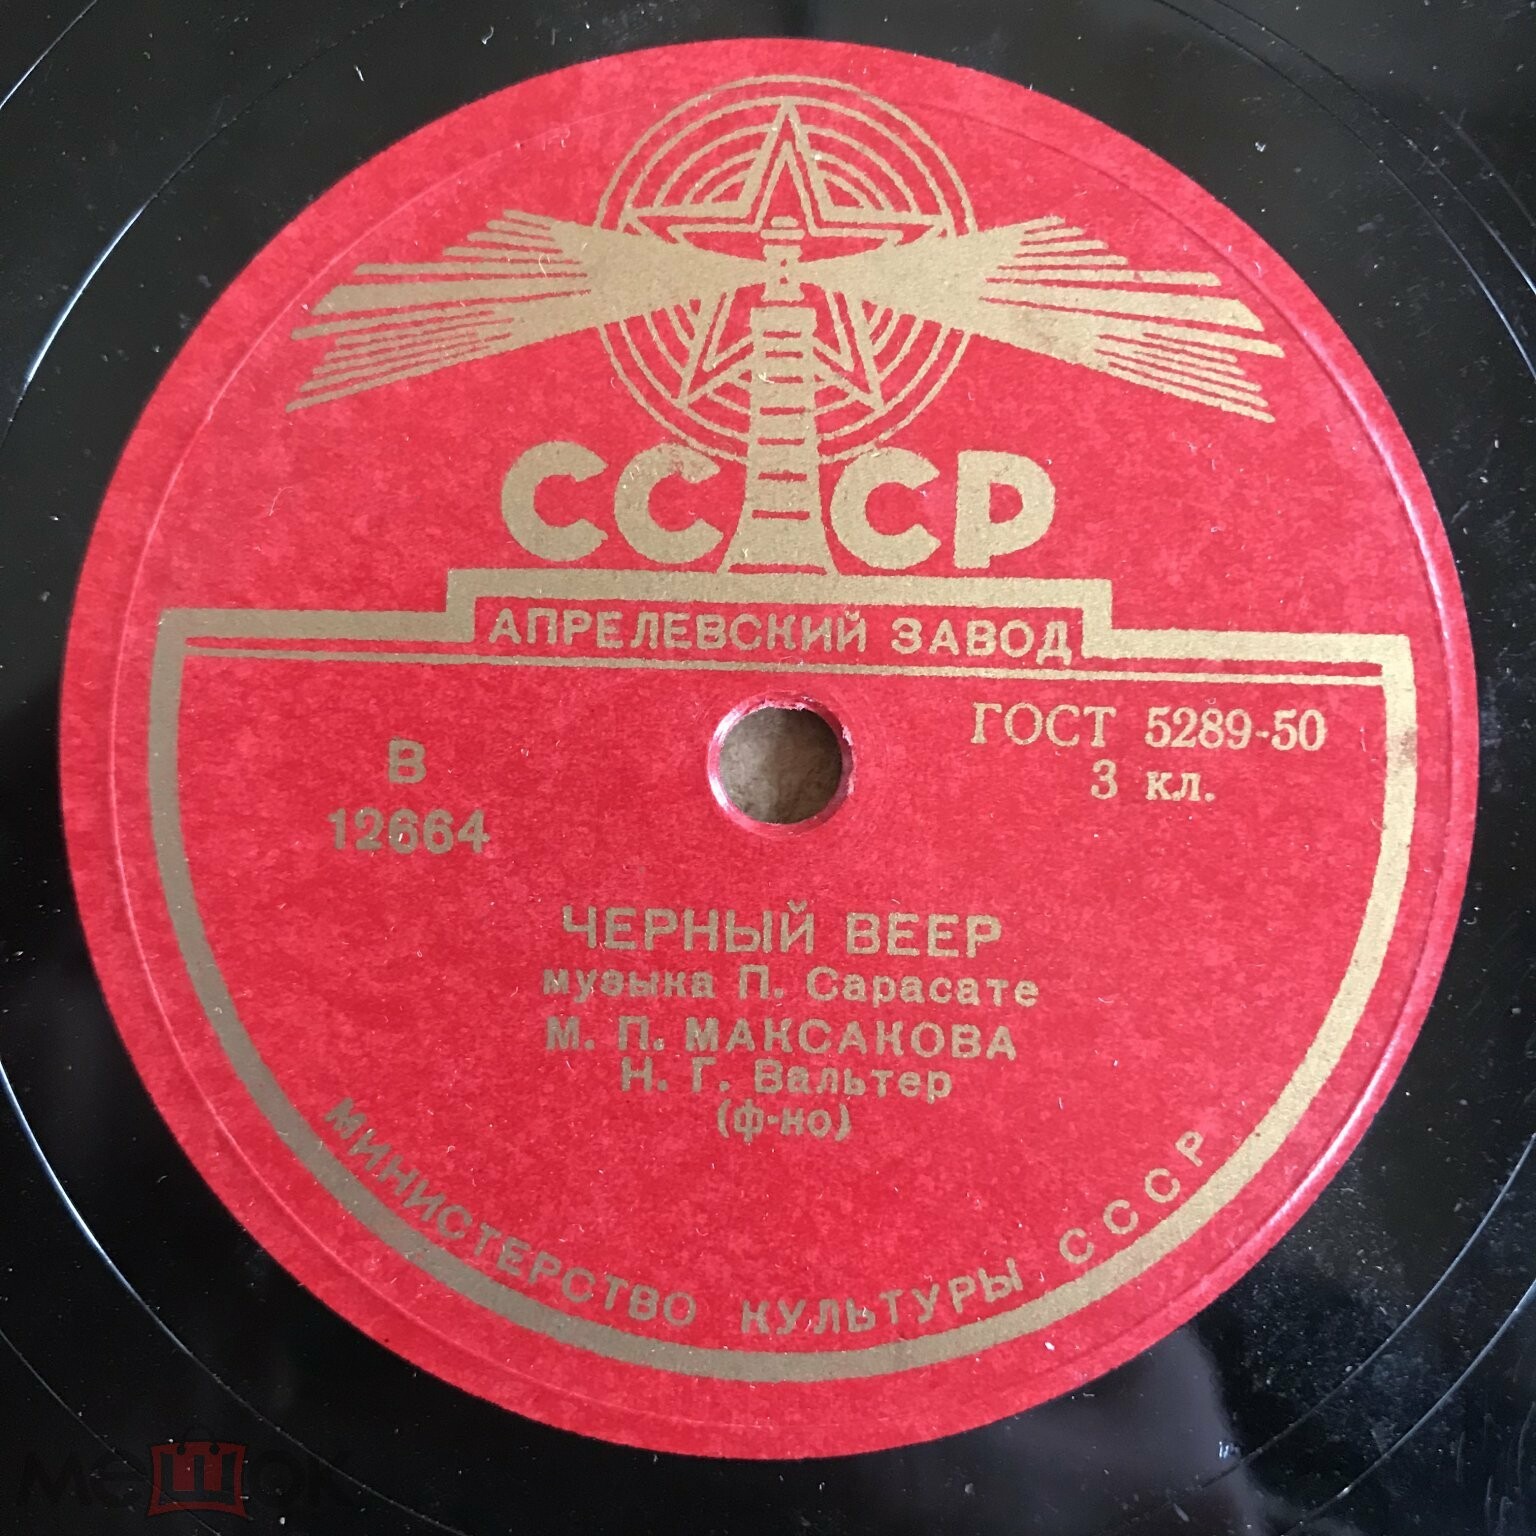 СССР
АПРЕЛЕВСКИЙ ЗАВОД
ГОСТ 5289-50
3 кл.
В
12664
ЧЕРНЫЙ ВЕЕР
музыка П. Сарасате
М. П. МАКСАКОВА
Н. Г. Вальтер
(ф-но)
МИНИСТЕРСТВО КУЛЬТУРЫ СССР
мешок